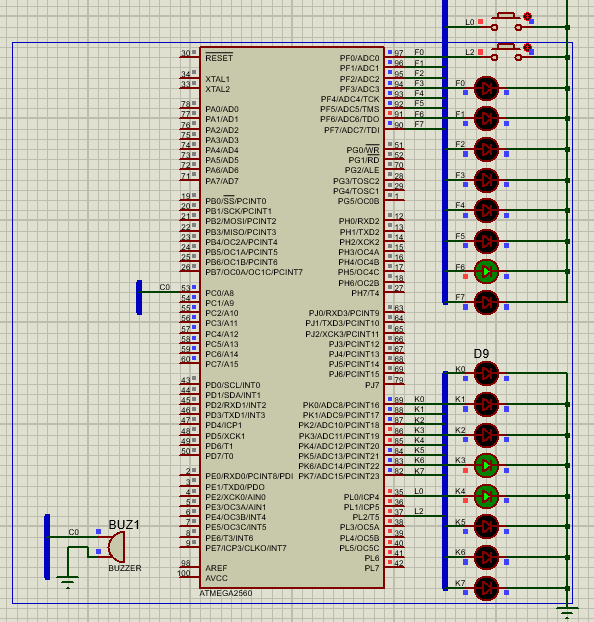 L0
L2
30 RESET
34 XTAL1
33 XTAL2
78 PA0/AD0
77 PA1/AD1
76 PA2/AD2
75 PA3/AD3
74 PA4/AD4
73 PA5/AD5
72 PA6/AD6
71 PA7/AD7
19 PB0/SS/PCINT0
20 PB1/SCK/PCINT1
21 PB2/MOSI/PCINT2
22 PB3/MISO/PCINT3
23 PB4/OC2A/PCINT4
24 PB5/OC1A/PCINT5
25 PB6/OC1B/PCINT6
26 PB7/OC0A/OC1C/PCINT7
C0 53 PC0/A8
54 PC1/A9
55 PC2/A10
56 PC3/A11
57 PC4/A12
58 PC5/A13
59 PC6/A14
60 PC7/A15
43 PD0/SCL/INT0
44 PD1/SDA/INT1
45 PD2/RXD1/INT2
46 PD3/TXD1/INT3
47 PD4/ICP1
48 PD5/XCK1
49 PD6/T1
50 PD7/T0
2 PE0/RXD0/PCINT8/PDI
3 PE1/TXD0/PDO
4 PE2/XCK0/AIN0
5 PE3/OC3A/AIN1
6 PE4/OC3B/INT4
7 PE5/OC3C/INT5
8 PE6/T3/INT6
9 PE7/ICP3/CLKO/INT7
98 AREF
100 AVCC
ATMEGA2560
PF0/ADC0 97 F0
PF1/ADC1 96 F1
PF2/ADC2 95 F2
PF3/ADC3 94 F3
PF4/ADC4/TCK 93 F4
PF5/ADC5/TMS 92 F5
PF6/ADC6/TDO 91 F6
PF7/ADC7/TDI 90 F7
PG0/WR 51
PG1/RD 52
PG2/ALE 70
PG3/TOSC2 28
PG4/TOSC1 29
PG5/OC0B 1
PH0/RXD2 12
PH1/TXD2 13
PH2/XCK2 14
PH3/OC4A 15
PH4/OC4B 16
PH5/OC4C 17
PH6/OC2B 18
PH7/T4 27
PJ0/RXD3/PCINT9 63
PJ1/TXD3/PCINT10 64
PJ2/XCK3/PCINT11 65
PJ3/PCINT12 66
PJ4/PCINT13 67
PJ5/PCINT14 68
PJ6/PCINT15 69
PJ7 79
PK0/ADC8/PCINT16 89 K0
PK1/ADC9/PCINT17 88 K1
PK2/ADC10/PCINT18 87 K2
PK3/ADC11/PCINT19 86 K3
PK4/ADC12/PCINT20 85 K4
PK5/ADC13/PCINT21 84 K5
PK6/ADC14/PCINT22 83 K6
PK7/ADC15/PCINT23 82 K7
PL0/ICP4 35 L0
PL1/ICP5 36
PL2/T5 37 L2
PL3/OC5A 38
PL4/OC5B 39
PL5/OC5C 40
PL6 41
PL7 42
F0
F1
F2
F3
F4
F5
F6
F7
D9
K0
K1
K2
K3
K4
K5
K6
K7
BUZ1
C0
BUZZER